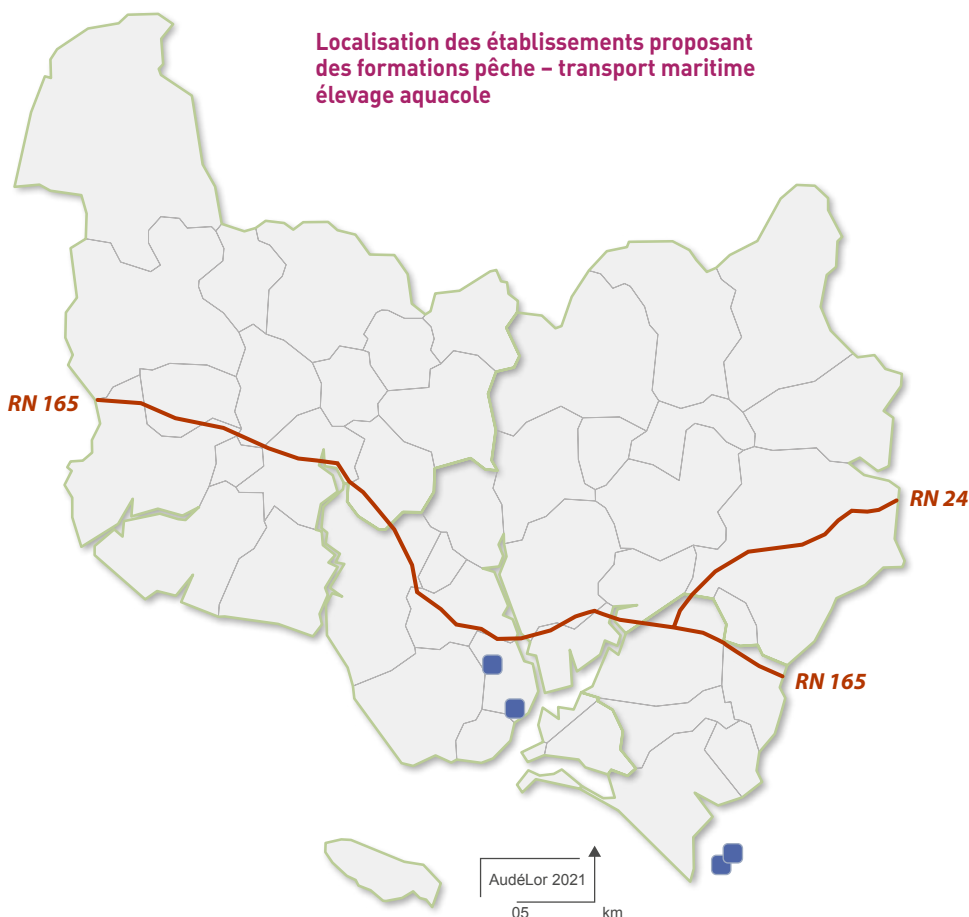 Localisation des établissements proposant
des formations pêche – transport maritime
élevage aquacole
RN 165
RN 24
RN 165
AudéLor 2021
05 km